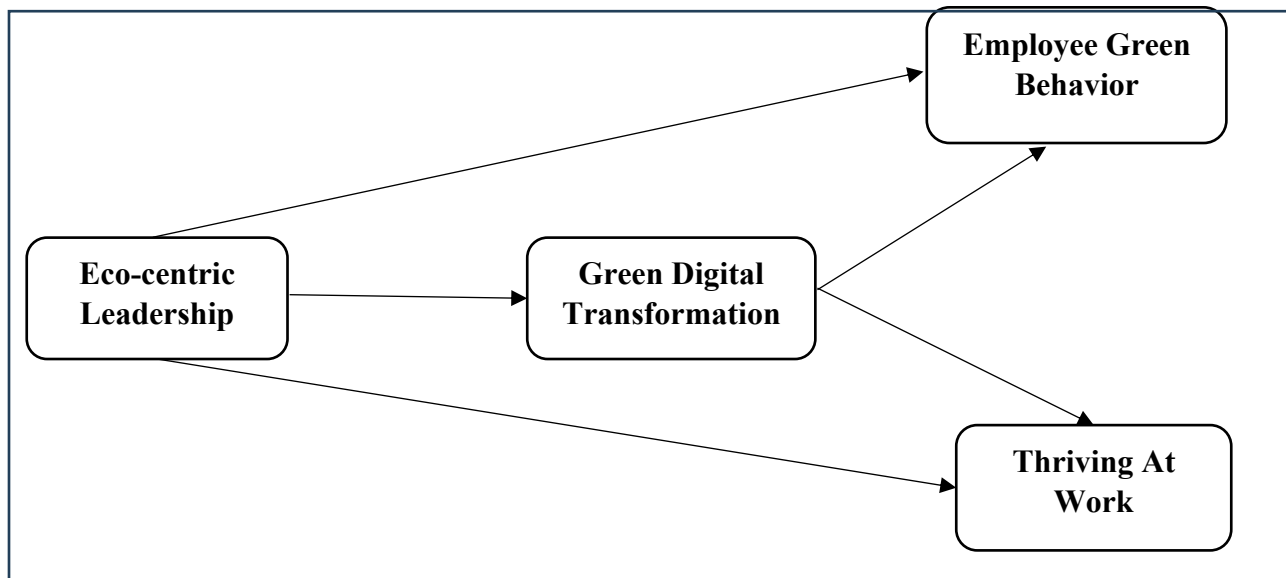 Employee Green
Behavior
Eco-centric
Leadership
Green Digital
Transformation
Thriving At
Work